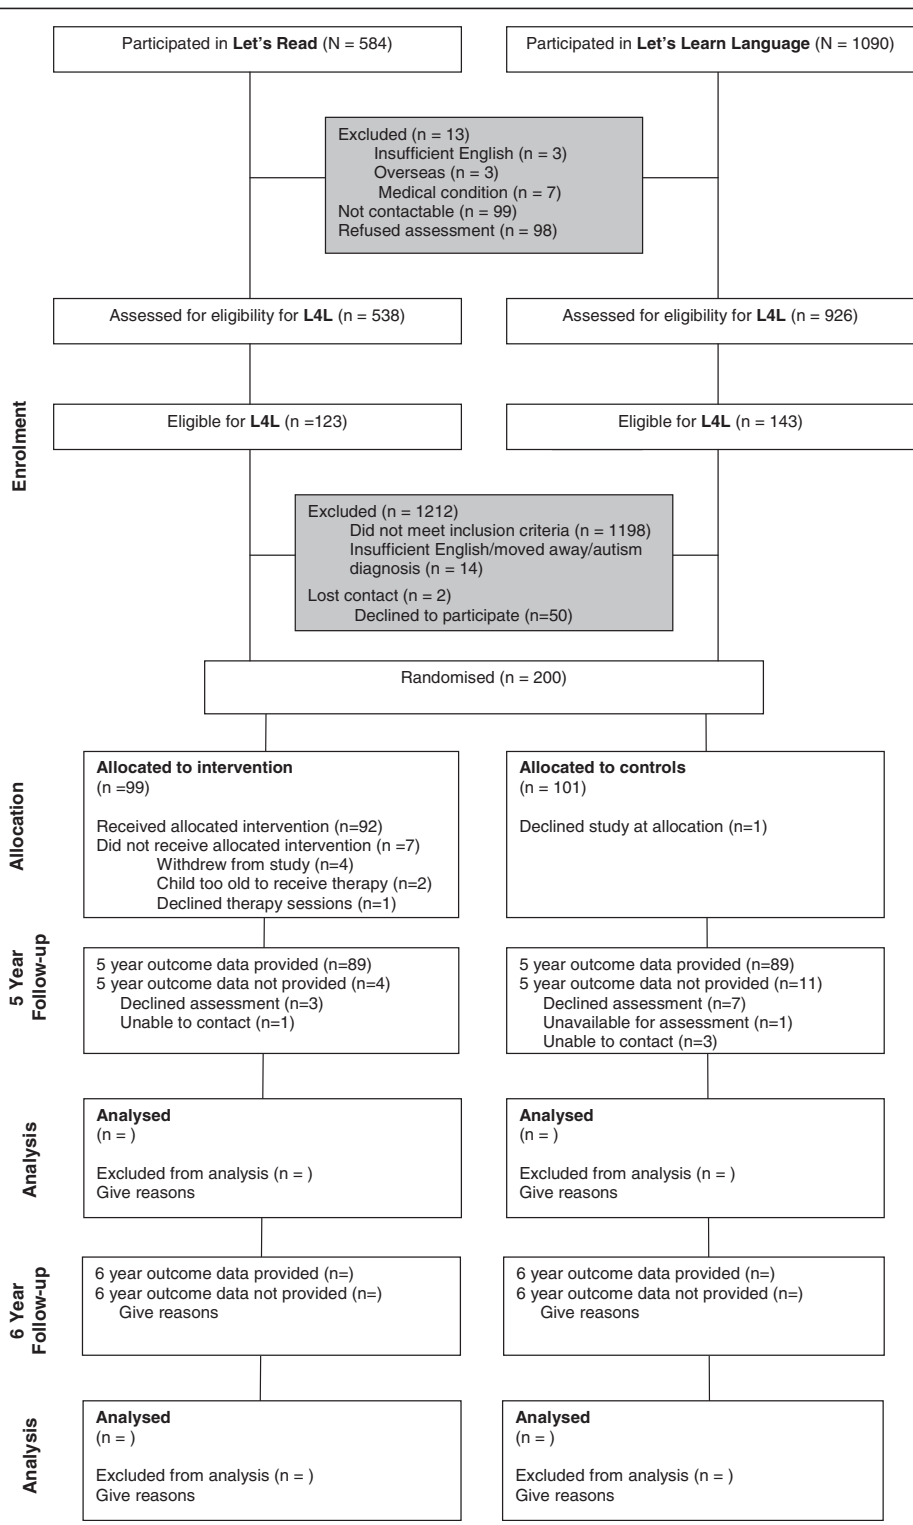 Participated in Let's Read (N = 584)
Participated in Let's Learn Language (N = 1090)
Excluded (n = 13)
Insufficient English (n = 3)
Overseas (n = 3)
Medical condition (n = 7)
Not contactable (n = 99)
Refused assessment (n = 98)
Assessed for eligibility for L4L (n = 538)
Assessed for eligibility for L4L (n = 926)
Enrolment
Eligible for L4L (n =123)
Eligible for L4L (n = 143)
Excluded (n = 1212)
Did not meet inclusion criteria (n = 1198)
Insufficient English/moved away/autism
diagnosis (n = 14)
Lost contact (n = 2)
Declined to participate (n=50)
Randomised (n = 200)
Allocation
Allocated to intervention
(n =99)
Received allocated intervention (n=92)
Did not receive allocated intervention (n =7)
Withdrew from study (n=4)
Child too old to receive therapy (n=2)
Declined therapy sessions (n=1)
Allocated to controls
(n = 101)
Declined study at allocation (n=1)
5 Year
Follow-up
5 year outcome data provided (n=89)
5 year outcome data not provided (n=4)
Declined assessment (n=3)
Unable to contact (n=1)
5 year outcome data provided (n=89)
5 year outcome data not provided (n=11)
Declined assessment (n=7)
Unavailable for assessment (n=1)
Unable to contact (n=3)
Analysis
Analysed
(n = )
Excluded from analysis (n = )
Give reasons
Analysed
(n = )
Excluded from analysis (n = )
Give reasons
6 Year
Follow-up
6 year outcome data provided (n=)
6 year outcome data not provided (n=)
Give reasons
6 year outcome data provided (n=)
6 year outcome data not provided (n=)
Give reasons
Analysis
Analysed
(n = )
Excluded from analysis (n = )
Give reasons
Analysed
(n = )
Excluded from analysis (n = )
Give reasons